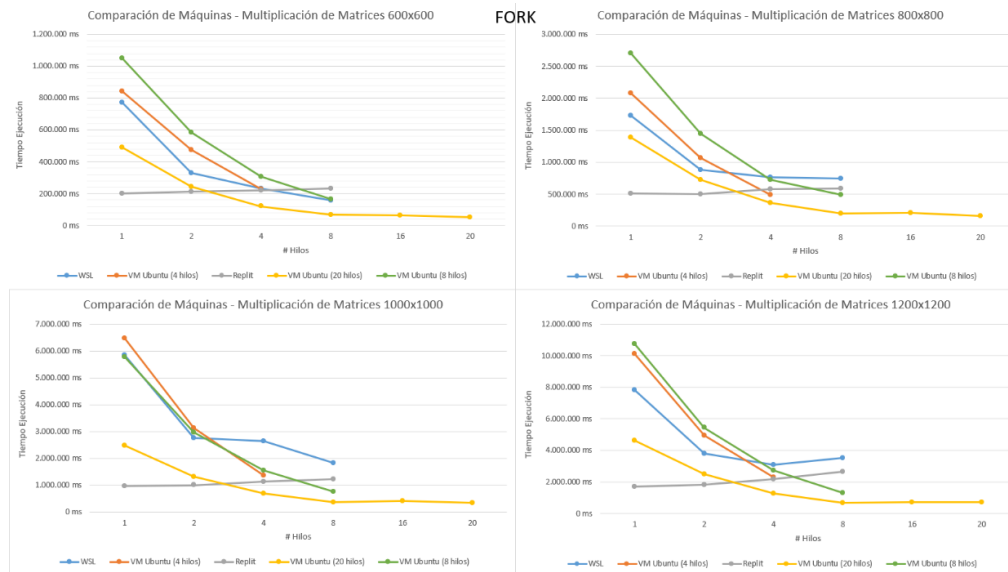 FORK
Comparación de Máquinas - Multiplicación de Matrices 600x600
1.200.000 ms
1.000.000 ms
800.000 ms
600.000 ms
400.000 ms
200.000 ms
0 ms
Tiempo Ejecución
1 2 4 8 16 20
# Hilos
WSL VM Ubuntu (4 hilos) Replit VM Ubuntu (20 hilos) VM Ubuntu (8 hilos)
Comparación de Máquinas - Multiplicación de Matrices 800x800
3.000.000 ms
2.500.000 ms
2.000.000 ms
1.500.000 ms
1.000.000 ms
500.000 ms
0 ms
Tiempo Ejecución
1 2 4 8 16 20
# Hilos
WSL VM Ubuntu (4 hilos) Replit VM Ubuntu (20 hilos) VM Ubuntu (8 hilos)
Comparación de Máquinas - Multiplicación de Matrices 1000x1000
7.000.000 ms
6.000.000 ms
5.000.000 ms
4.000.000 ms
3.000.000 ms
2.000.000 ms
1.000.000 ms
0 ms
Tiempo Ejecución
1 2 4 8 16 20
# Hilos
WSL VM Ubuntu (4 hilos) Replit VM Ubuntu (20 hilos) VM Ubuntu (8 hilos)
Comparación de Máquinas - Multiplicación de Matrices 1200x1200
12.000.000 ms
10.000.000 ms
8.000.000 ms
6.000.000 ms
4.000.000 ms
2.000.000 ms
0 ms
Tiempo Ejecución
1 2 4 8 16 20
# Hilos
WSL VM Ubuntu (4 hilos) Replit VM Ubuntu (20 hilos) VM Ubuntu (8 hilos)